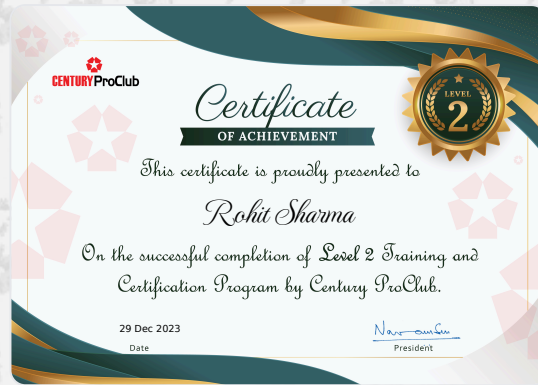 CENTURY ProClub
Certificate
OF ACHIEVEMENT
LEVEL
2
This certificate is proudly presented to
Rohit Sharma
On the successful completion of Level 2 Training and
Certification Program by Century ProClub.
29 Dec 2023
Date
President